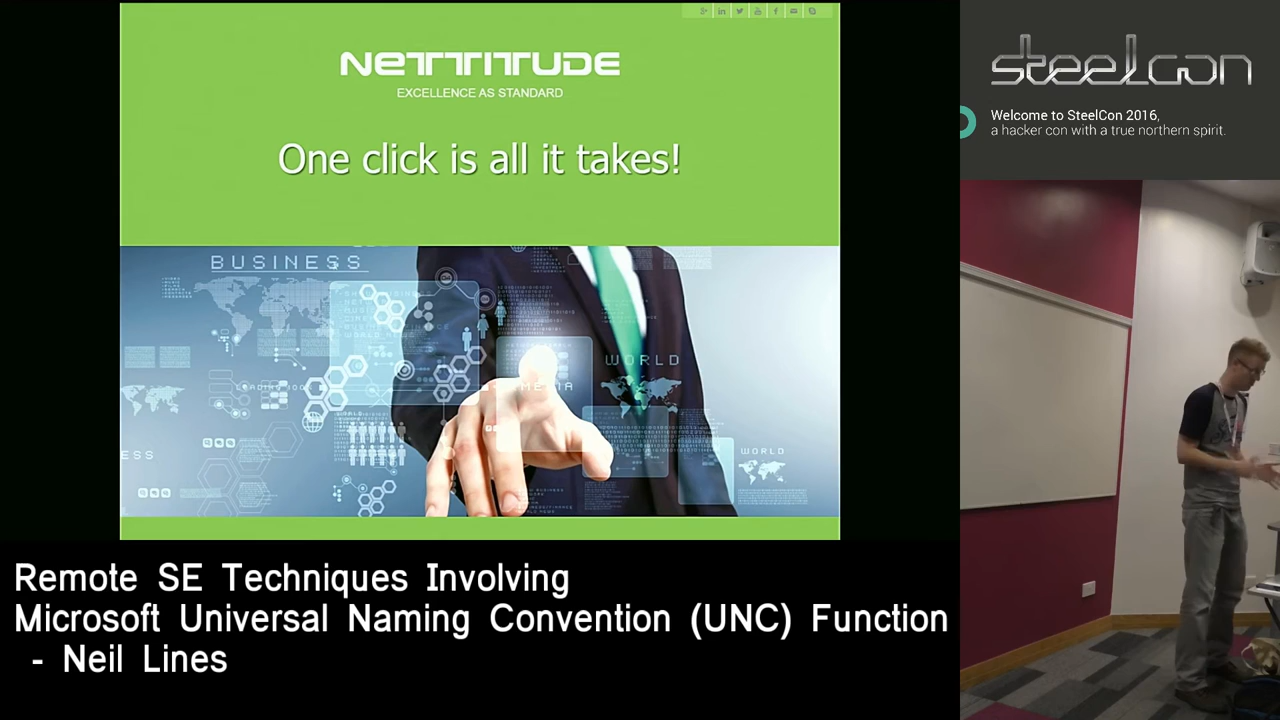 NETTITUDE
EXCELLENCE AS STANDARD
One click is all it takes!
BUSINESS
WORLD
MEDIA
WORLD
ESS
steelcon
Welcome to SteelCon 2016,
a hacker con with a true northern spirit.
Remote SE Techniques Involving
Microsoft Universal Naming Convention (UNC) Function
- Neil Lines